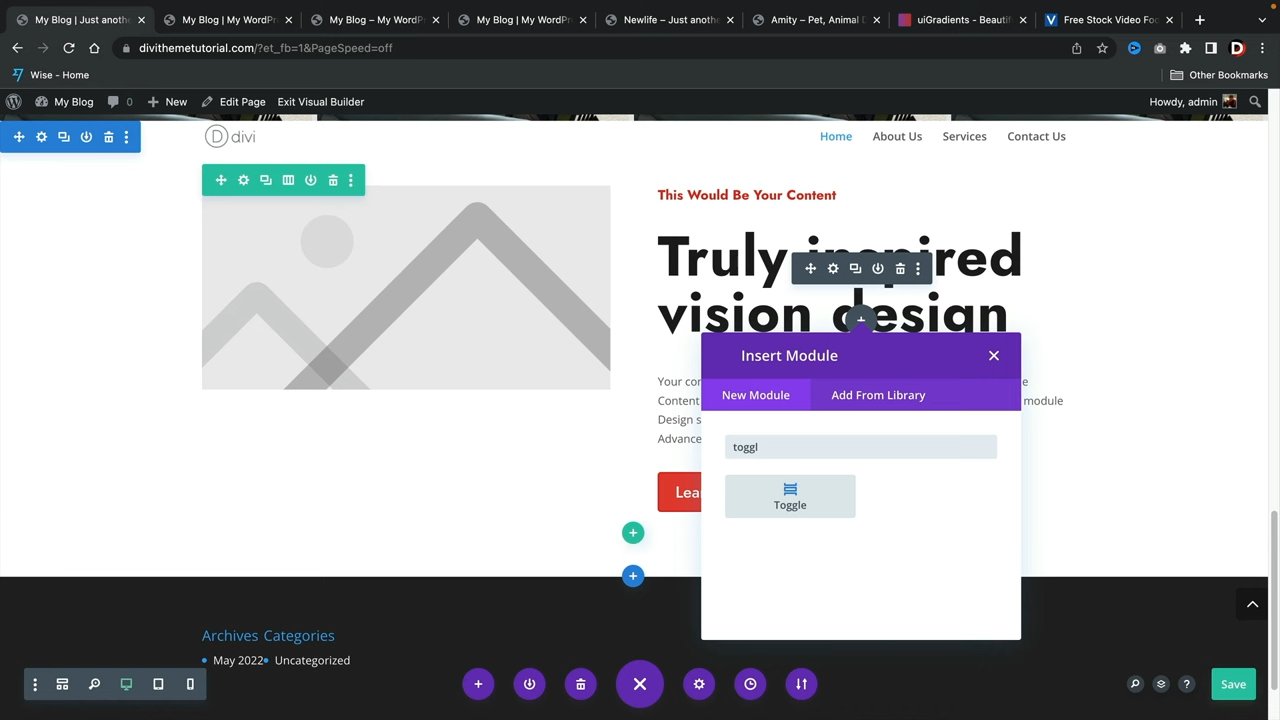 My Blog | Just anoth
My Blog | My WordPr
My Blog – My WordP
My Blog | My WordPr
Newlife – Just anoth
Amity – Pet, Animal D
uiGradients - Beautif
Free Stock Video Foo
divithemetutorial.com/?et_fb=1&PageSpeed=off
Wise - Home
Other Bookmarks
My Blog
0
New
Edit Page
Exit Visual Builder
Howdy, admin
divi
Home
About Us
Services
Contact Us
This Would Be Your Content
Truly inspired
vision design
Insert Module
New Module
Add From Library
Your con
e
Content
module
Design s
Advance
toggl
Toggle
Lear
Archives Categories
May 2022
Uncategorized
Save